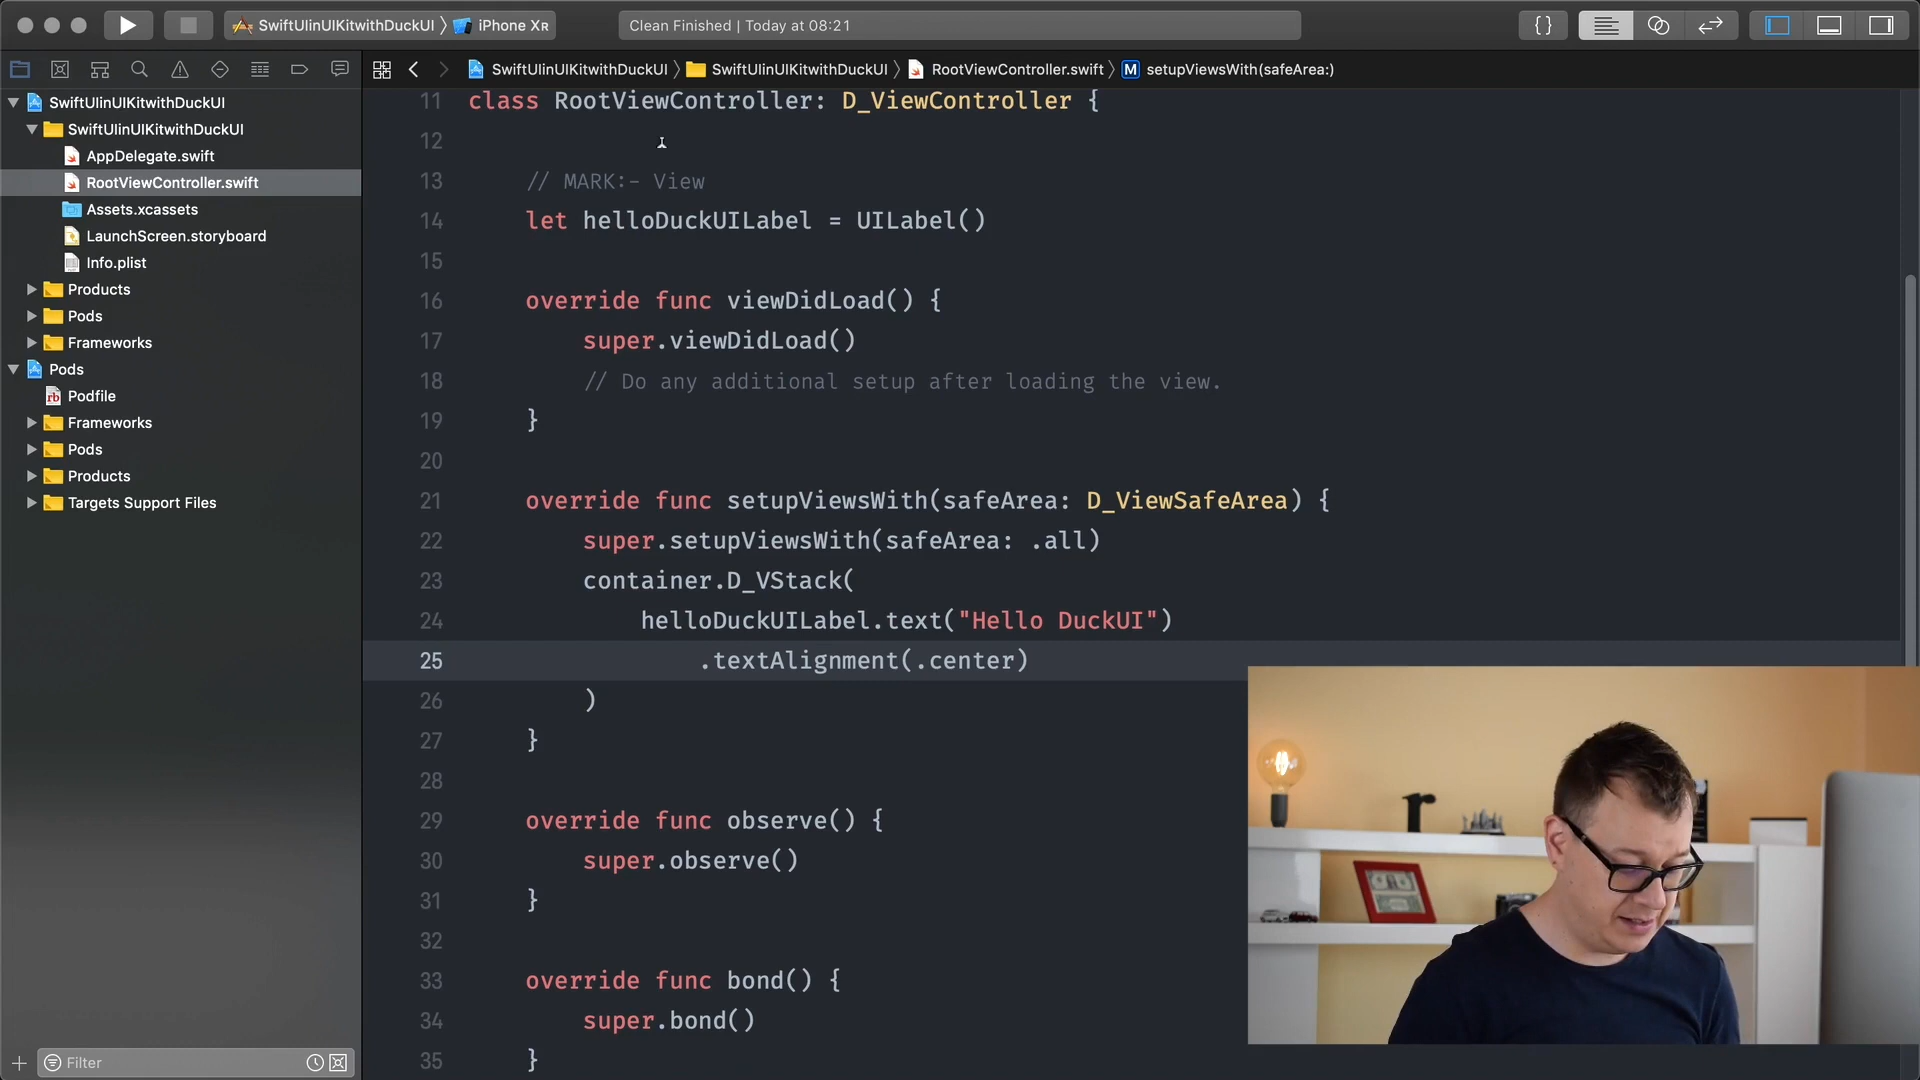 SwiftUIinUIKitwithDuckUI
iPhone XR
Clean Finished | Today at 08:21
SwiftUIinUIKitwithDuckUI
SwiftUIinUIKitwithDuckUI
RootViewController.swift
M
setupViewsWith(safeArea:)
SwiftUIinUIKitwithDuckUI
SwiftUIinUIKitwithDuckUI
AppDelegate.swift
RootViewController.swift
Assets.xcassets
LaunchScreen.storyboard
Info.plist
Products
Pods
Frameworks
Pods
rb Podfile
Frameworks
Pods
Products
Targets Support Files
Filter
11 class RootViewController: D_ViewController {
12
13 // MARK:- View
14 let helloDuckUILabel = UILabel()
15
16 override func viewDidLoad() {
17 super.viewDidLoad()
18 // Do any additional setup after loading the view.
19 }
20
21 override func setupViewsWith(safeArea: D_ViewSafeArea) {
22 super.setupViewsWith(safeArea: .all)
23 container.D_VStack(
24 helloDuckUILabel.text("Hello DuckUI")
25 .textAlignment(.center)
26 )
27 }
28
29 override func observe() {
30 super.observe()
31 }
32
33 override func bond() {
34 super.bond()
35 }